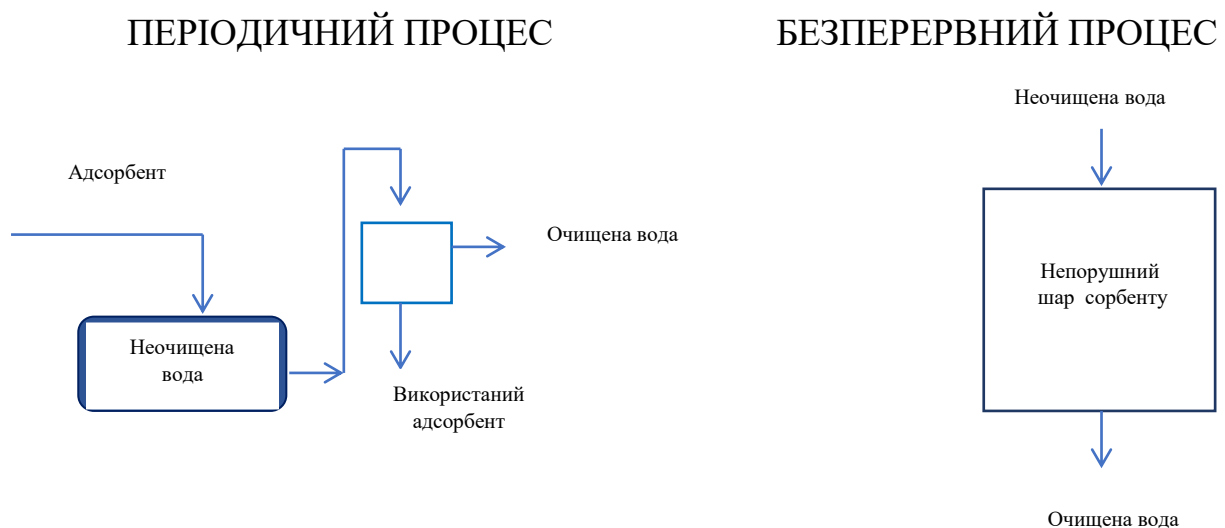 ПЕРІОДИЧНИЙ ПРОЦЕС
Адсорбент
Очищена вода
Неочищена
вода
Використаний
адсорбент
БЕЗПЕРЕРВНИЙ ПРОЦЕС
Неочищена вода
Непорушний
шар сорбенту
Очищена вода